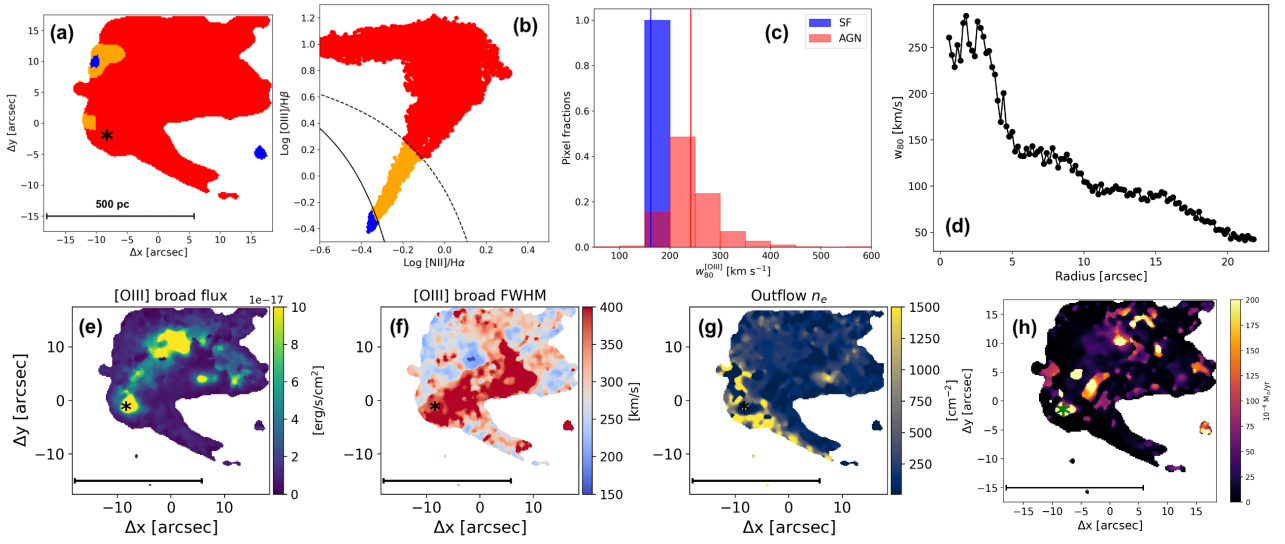 (a)
Δy [arcsec]
15
10
5
0
−5
−10
−15
*
500 pc
−15 −10 −5 0 5 10 15
Δx [arcsec]
(b)
Log [OIII]/Hβ
1.2
1.0
0.8
0.6
0.4
0.2
0.0
−0.2
−0.4
−0.6 −0.4 −0.2 0.0 0.2 0.4
Log [NII]/Hα
(c)
SF
AGN
Pixel fractions
1.0
0.8
0.6
0.4
0.2
0.0
100 200 300 400 500 600
w80[OIII] [km s−1]
(d)
w80 [km/s]
250
200
150
100
50
0 5 10 15 20
Radius [arcsec]
[OIII] broad flux
1e−17
(e)
Δy [arcsec]
10
0
−10
*
−10 0 10
Δx [arcsec]
10
8
6
4
2
0
[erg/s/cm2]
[OIII] broad FWHM
(f)
10
0
−10
*
−10 0 10
Δx [arcsec]
400
350
300
250
200
150
[km/s]
Outflow ne
(g)
10
0
−10
*
−10 0 10
Δx [arcsec]
1500
1250
1000
750
500
250
[cm−2]
(h)
Δy [arcsec]
15
10
5
0
−5
−10
−15
*
−15 −10 −5 0 5 10 15
Δx [arcsec]
200
175
150
125
100
75
50
25
0